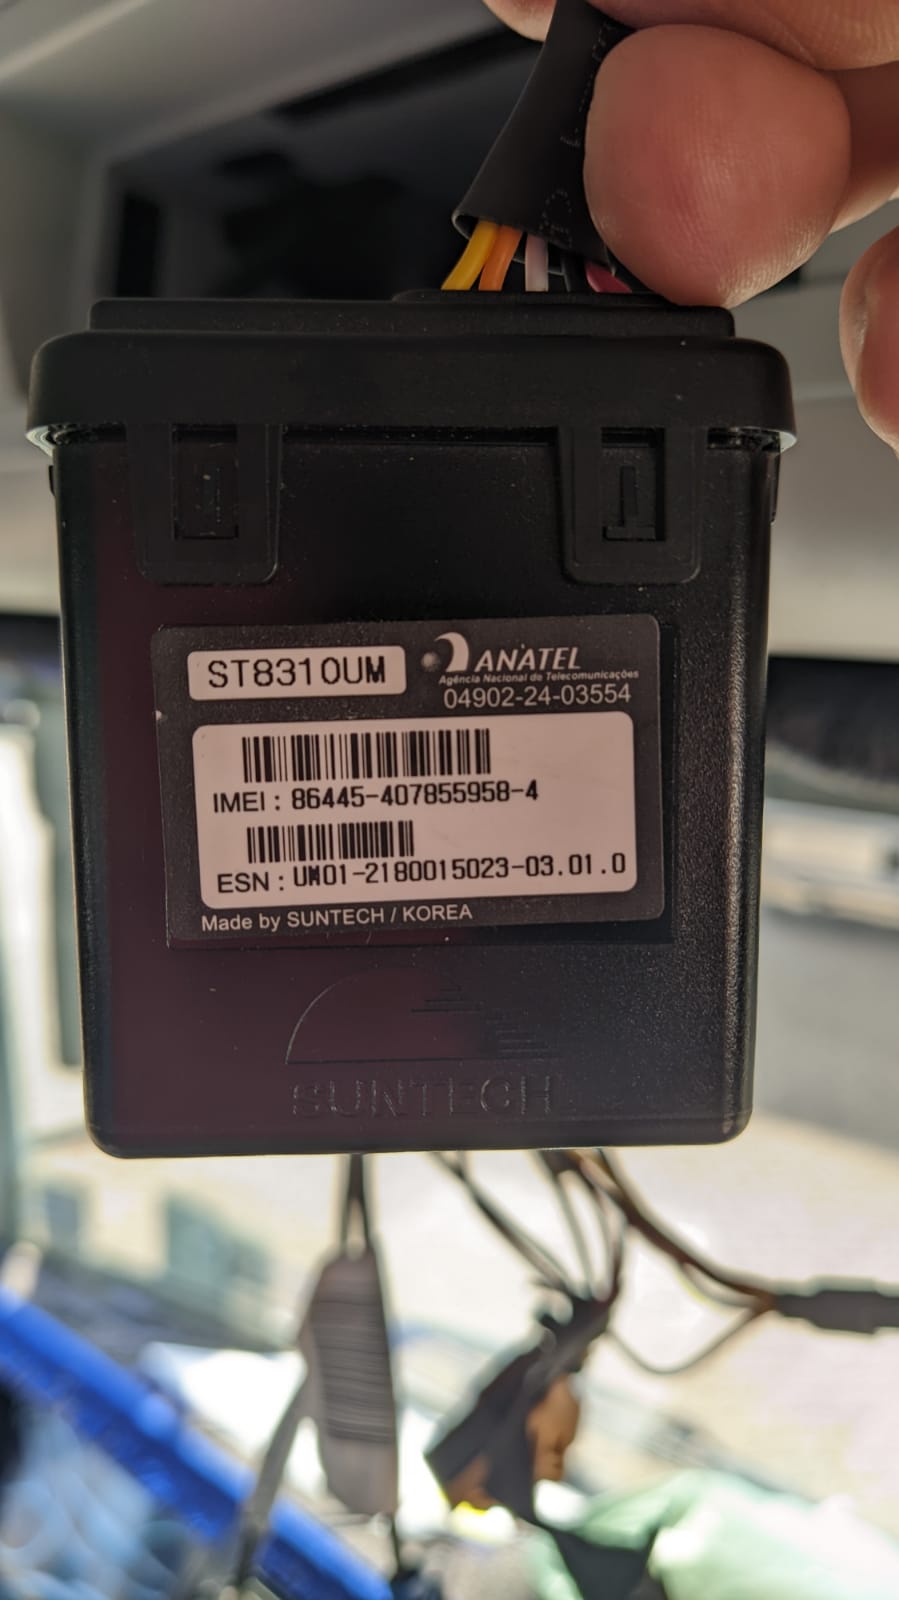 ST8310UM
ANATEL
Agência Nacional de Telecomunicações
04902-24-03554
IMEI : 86445-407855958-4
ESN : UM01-2180015023-03.01.0
Made by SUNTECH / KOREA
SUNTECH